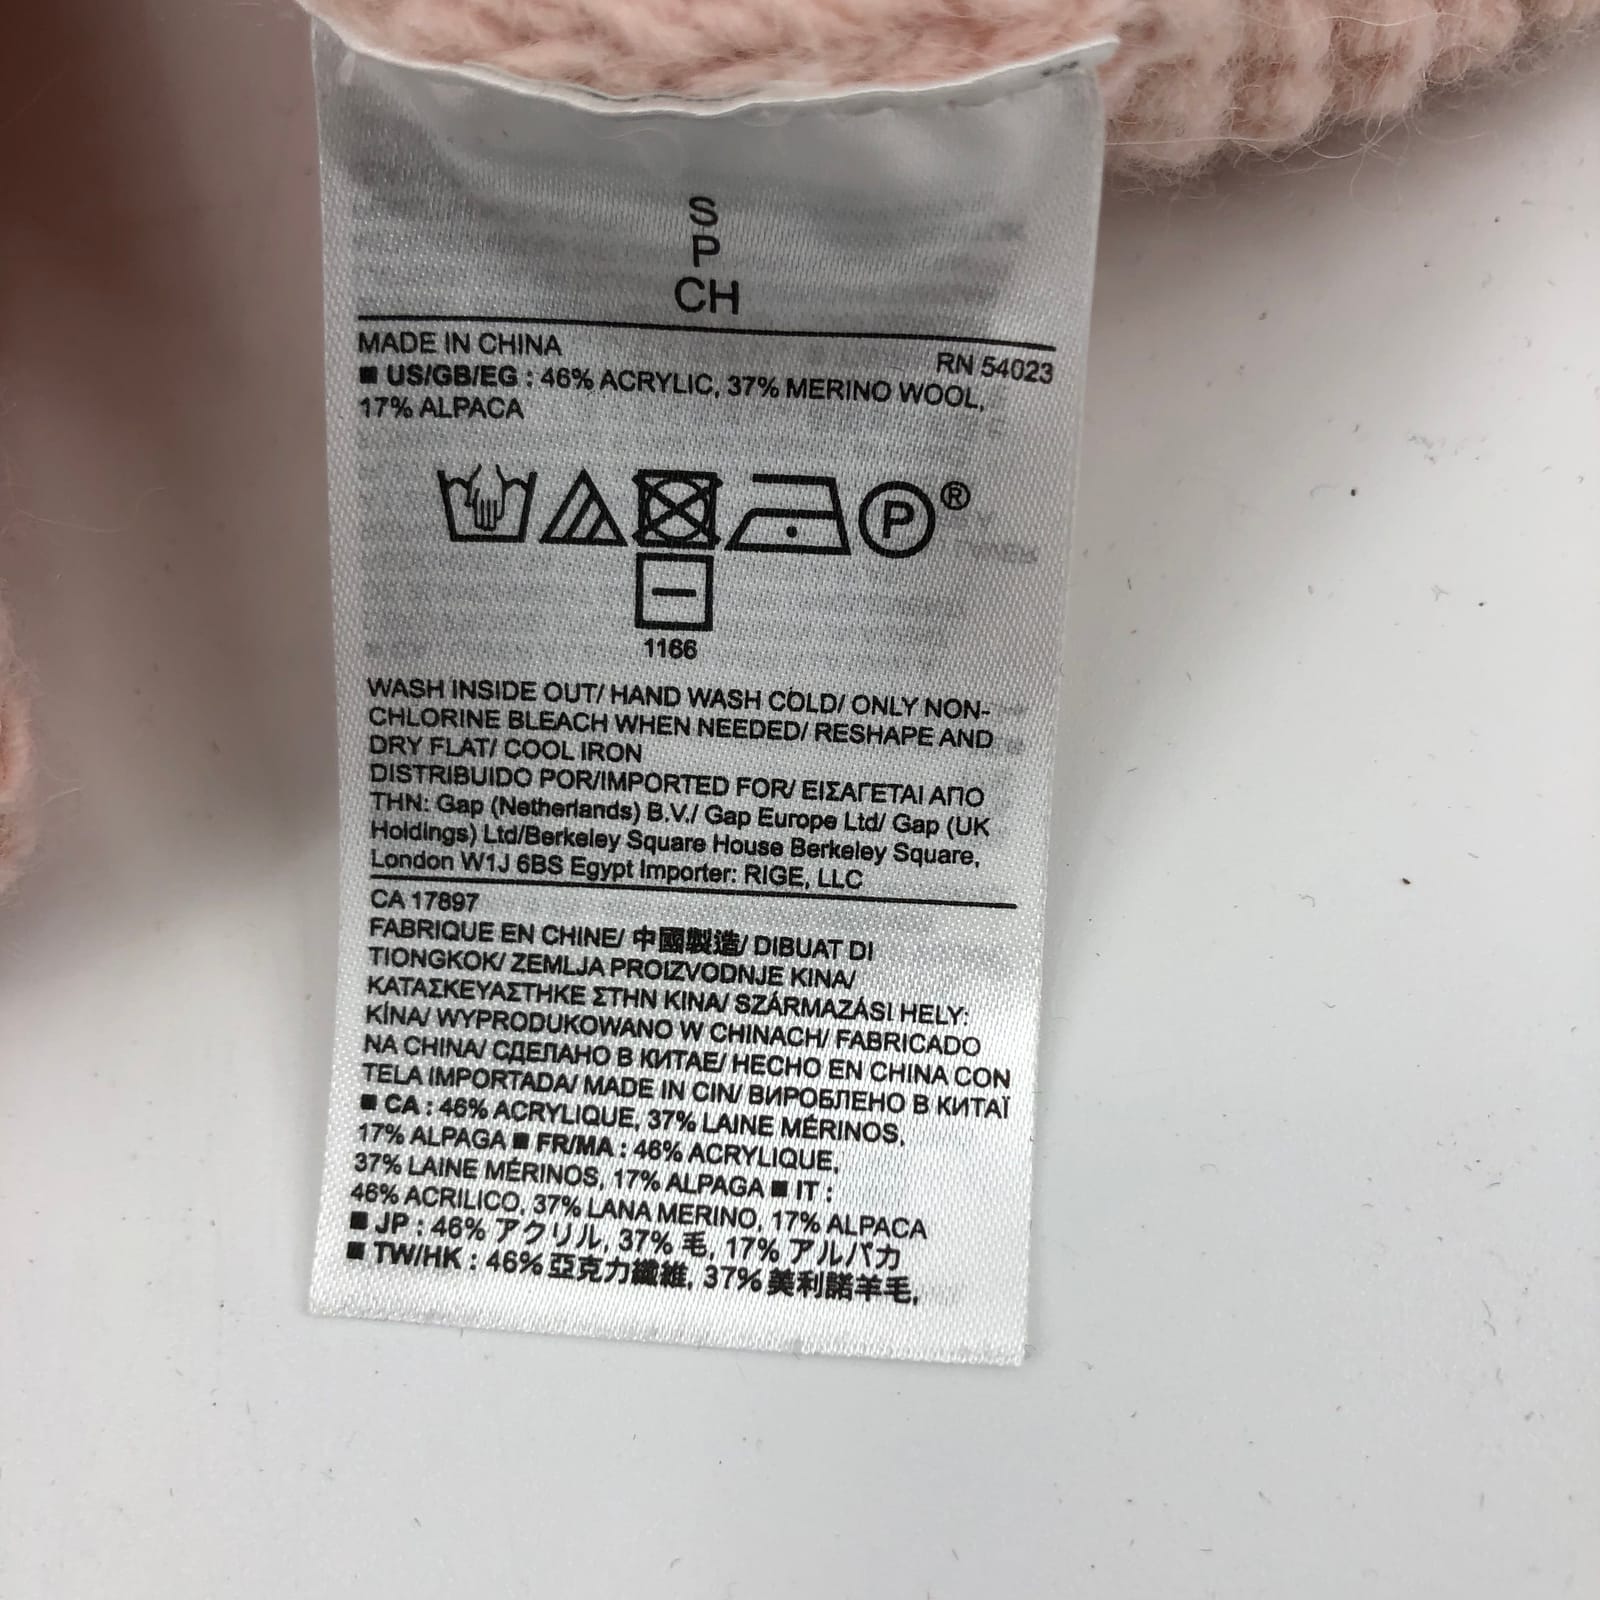 S
P
CH
MADE IN CHINA
RN 54023
■ US/GB/EG : 46% ACRYLIC, 37% MERINO WOOL,
17% ALPACA
P ®
1166
WASH INSIDE OUT/ HAND WASH COLD/ ONLY NON-
CHLORINE BLEACH WHEN NEEDED/ RESHAPE AND
DRY FLAT/ COOL IRON
DISTRIBUIDO POR/IMPORTED FOR/ ΕΙΣΑΓΕΤΑΙ ΑΠΟ
THN: Gap (Netherlands) B.V./ Gap Europe Ltd/ Gap (UK
Holdings) Ltd/Berkeley Square House Berkeley Square,
London W1J 6BS Egypt Importer: RIGE, LLC
CA 17897
FABRIQUE EN CHINE/ 中國製造/ DIBUAT DI
TIONGKOK/ ZEMLJA PROIZVODNJE KINA/
ΚΑΤΑΣΚΕΥΑΣΤΗΚΕ ΣΤΗΝ ΚΙΝΑ/ SZÁRMAZÁSI HELY:
KÍNA/ WYPRODUKOWANO W CHINACH/ FABRICADO
NA CHINA/ СДЕЛАНО В КИТАЕ/ HECHO EN CHINA CON
TELA IMPORTADA/ MADE IN CIN/ ВИРОБЛЕНО В КИТАЇ
■ CA : 46% ACRYLIQUE, 37% LAINE MÉRINOS,
17% ALPAGA ■ FR/MA : 46% ACRYLIQUE,
37% LAINE MÉRINOS, 17% ALPAGA ■ IT :
46% ACRILICO, 37% LANA MERINO, 17% ALPACA
■ JP : 46% アクリル, 37% 毛, 17% アルパカ
■ TW/HK : 46% 亞克力纖維, 37% 美利諾羊毛,